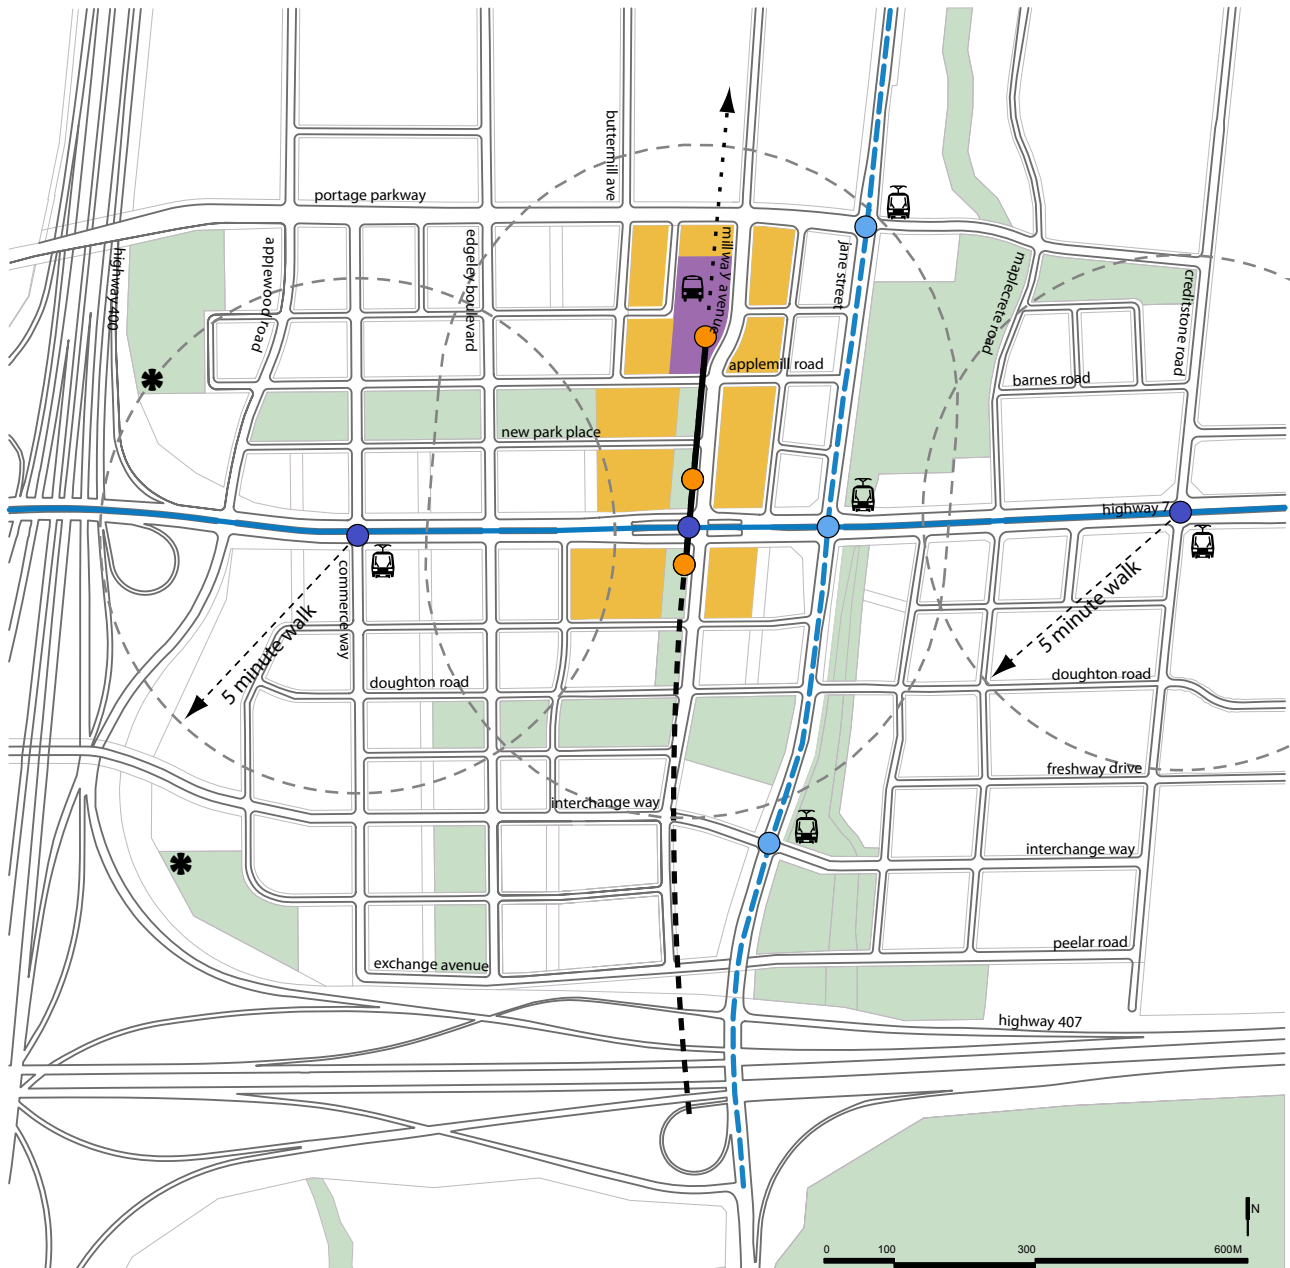 buttermill ave
portage parkway
highway 400
applewood road
edgeley boulevard
millway avenue
jane street
maplecrete road
creditstone road
applemill road
barnes road
new park place
highway 7
commerce way
5 minute walk
5 minute walk
doughton road
doughton road
freshway drive
interchange way
interchange way
peelar road
exchange avenue
highway 407
N
0 100 300 600M